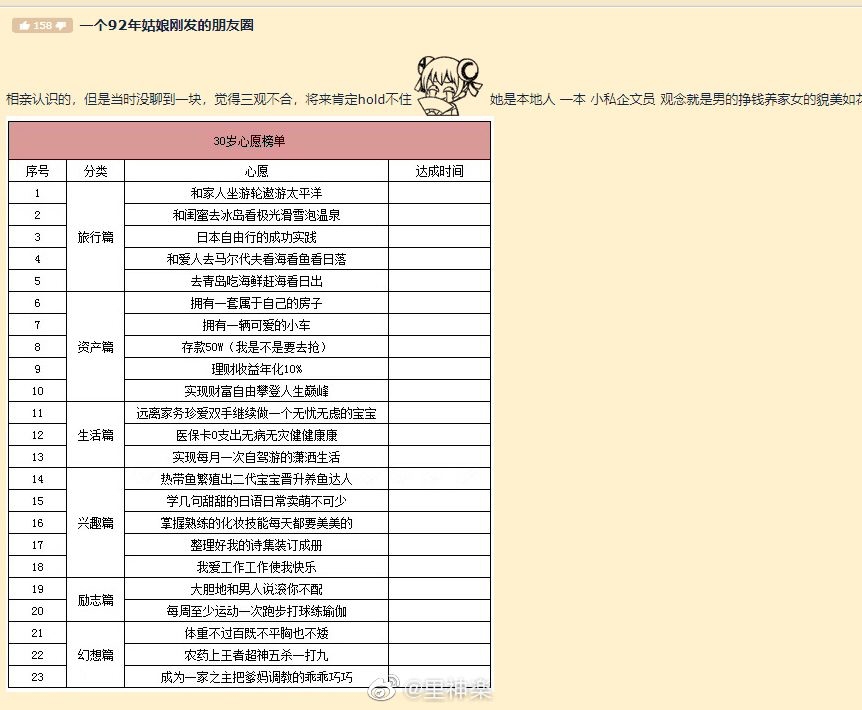 158
一个92年姑娘刚发的朋友圈
相亲认识的，但是当时没聊到一块，觉得三观不合，将来肯定hold不住 她是本地人 一本 小私企文员 观念就是男的挣钱养家女的貌美如花
30岁心愿榜单
序号 分类 心愿 达成时间
1 和家人坐游轮遨游太平洋
2 和闺蜜去冰岛看极光滑雪泡温泉
3 旅行篇 日本自由行的成功实践
4 和爱人去马尔代夫看海看鱼看日落
5 去青岛吃海鲜赶海看日出
6 拥有一套属于自己的房子
7 拥有一辆可爱的小车
8 资产篇 存款50W（我是不是要去抢）
9 理财收益年化10%
10 实现财富自由攀登人生巅峰
11 远离家务珍爱双手继续做一个无忧无虑的宝宝
12 生活篇 医保卡0支出无病无灾健健康康
13 实现每月一次自驾游的潇洒生活
14 热带鱼繁殖出二代宝宝晋升养鱼达人
15 学几句甜甜的日语日常卖萌不可少
16 兴趣篇 掌握熟练的化妆技能每天都要美美的
17 整理好我的诗集装订成册
18 我爱工作工作使我快乐
19 励志篇 大胆地和男人说滚你不配
20 每周至少运动一次跑步打球练瑜伽
21 体重不过百既不平胸也不矮
22 幻想篇 农药上王者超神五杀一打九
23 成为一家之主把爹妈调教的乖乖巧巧
@里神楽